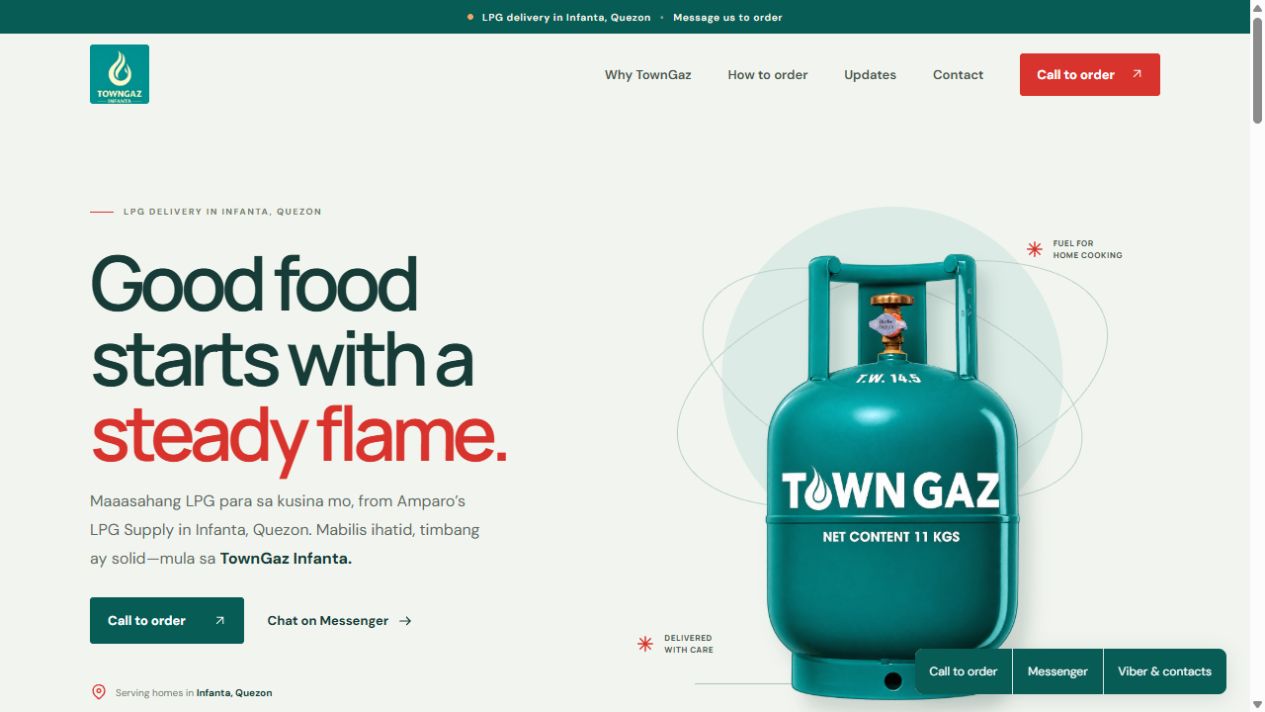 LPG delivery in Infanta, Quezon • Message us to order
TOWNGAZ
INFANTA
Why TownGaz
How to order
Updates
Contact
Call to order
LPG DELIVERY IN INFANTA, QUEZON
Good food
starts with a
steady flame.
Maaasahang LPG para sa kusina mo, from Amparo’s
LPG Supply in Infanta, Quezon. Mabilis ihatid, timbang
ay solid—mula sa TownGaz Infanta.
Call to order
Chat on Messenger
Serving homes in Infanta, Quezon
FUEL FOR
HOME COOKING
T.W. 14.5
TOWN GAZ
NET CONTENT 11 KGS
DELIVERED
WITH CARE
Call to order
Messenger
Viber & contacts